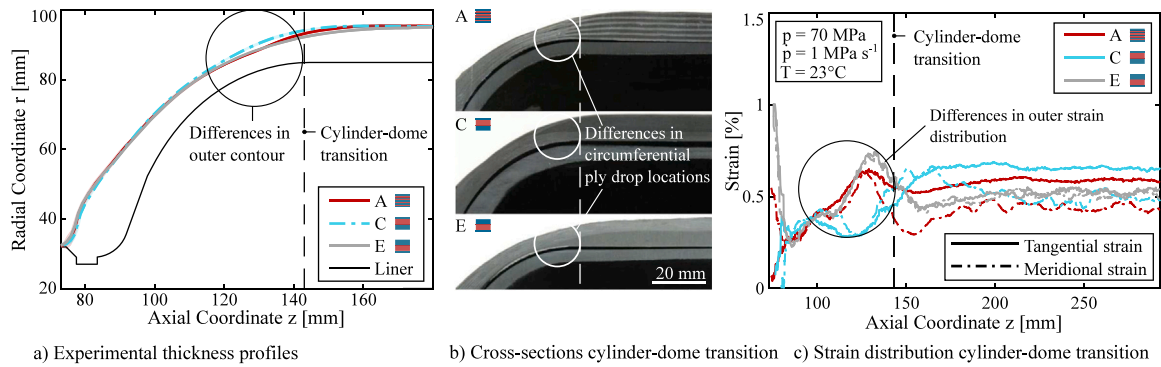 100
80
60
40
20
80
100
120
140
160
Radial Coordinate r [mm]
Axial Coordinate z [mm]
Differences in
outer contour
Cylinder-dome
transition
A
C
E
Liner
a) Experimental thickness profiles
A
C
E
Differences in
circumferential
ply drop locations
20 mm
b) Cross-sections cylinder-dome transition
p = 70 MPa
p = 1 MPa s⁻¹
T = 23°C
Cylinder-dome
transition
A
C
E
Differences in outer strain
distribution
Tangential strain
Meridional strain
1
0.5
0
100
150
200
250
Strain [%]
Axial Coordinate z [mm]
c) Strain distribution cylinder-dome transition